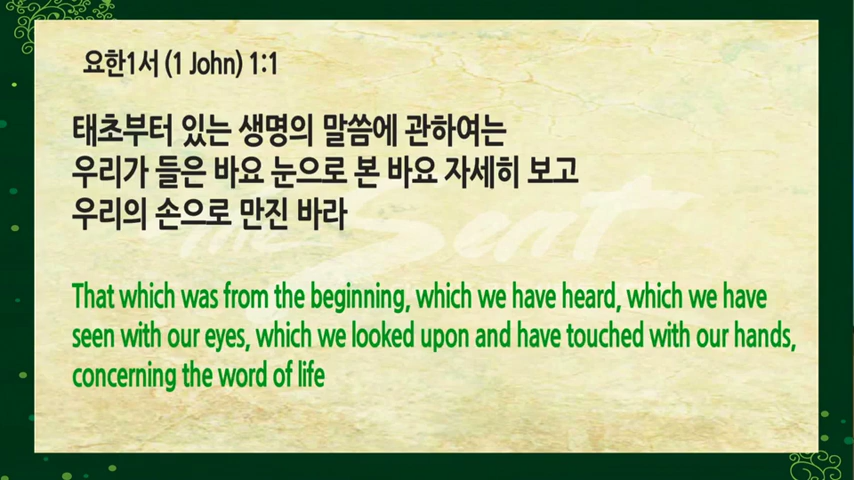 요한1서 (1 John) 1:1
태초부터 있는 생명의 말씀에 관하여는
우리가 들은 바요 눈으로 본 바요 자세히 보고
우리의 손으로 만진 바라
The Sent
That which was from the beginning, which we have heard, which we have
seen with our eyes, which we looked upon and have touched with our hands,
concerning the word of life